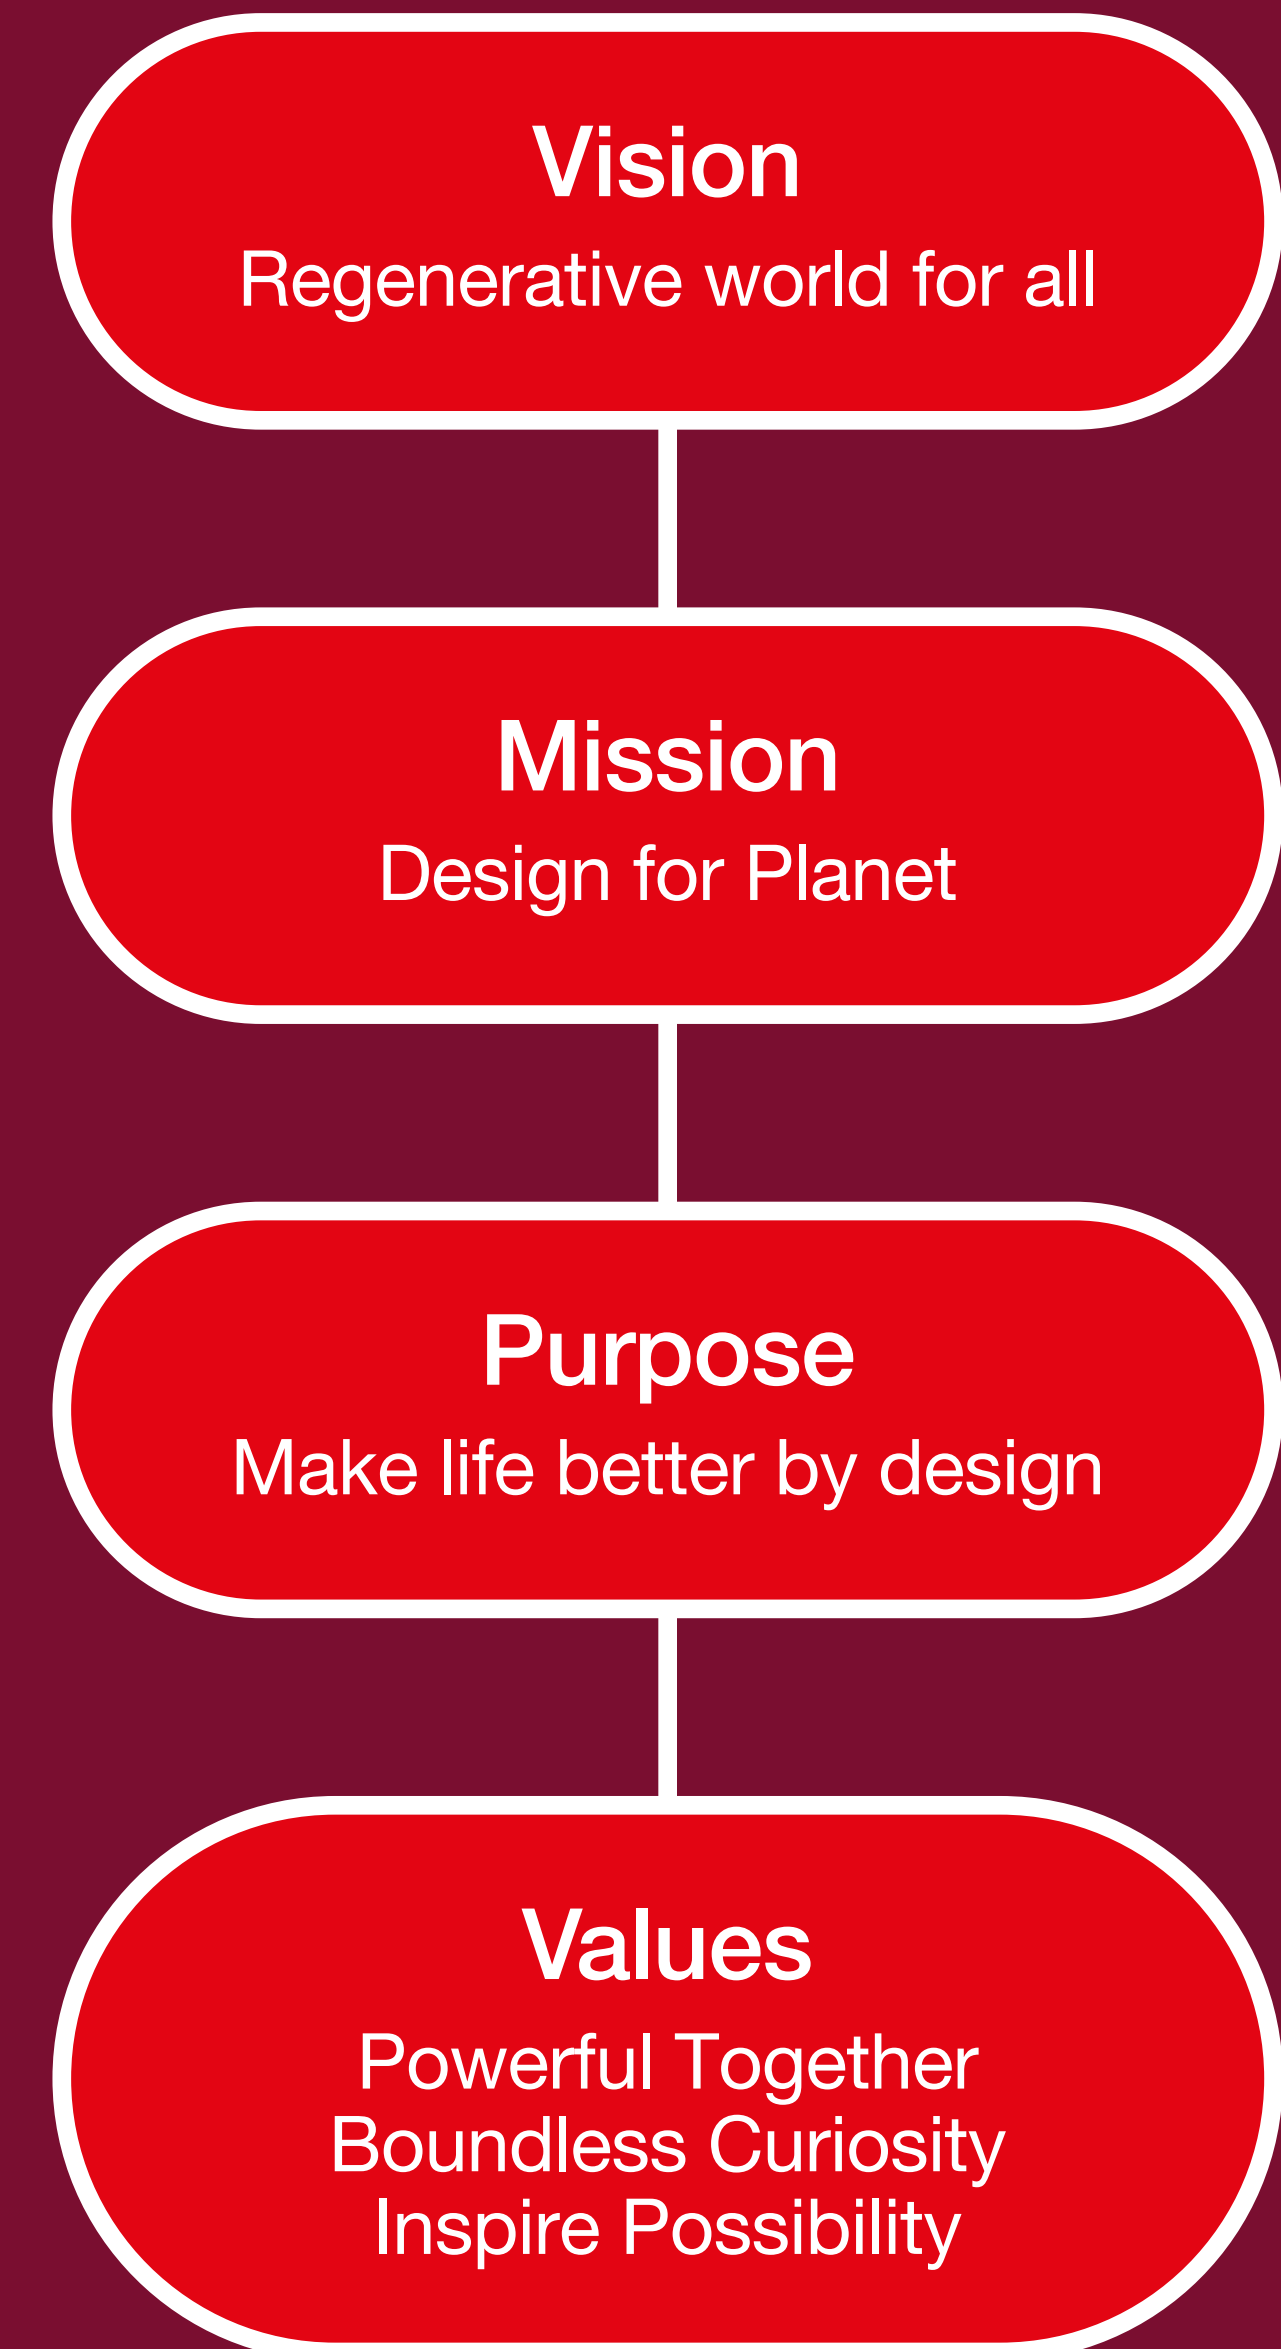 Vision
Regenerative world for all
Mission
Design for Planet
Purpose
Make life better by design
Values
Powerful Together
Boundless Curiosity
Inspire Possibility